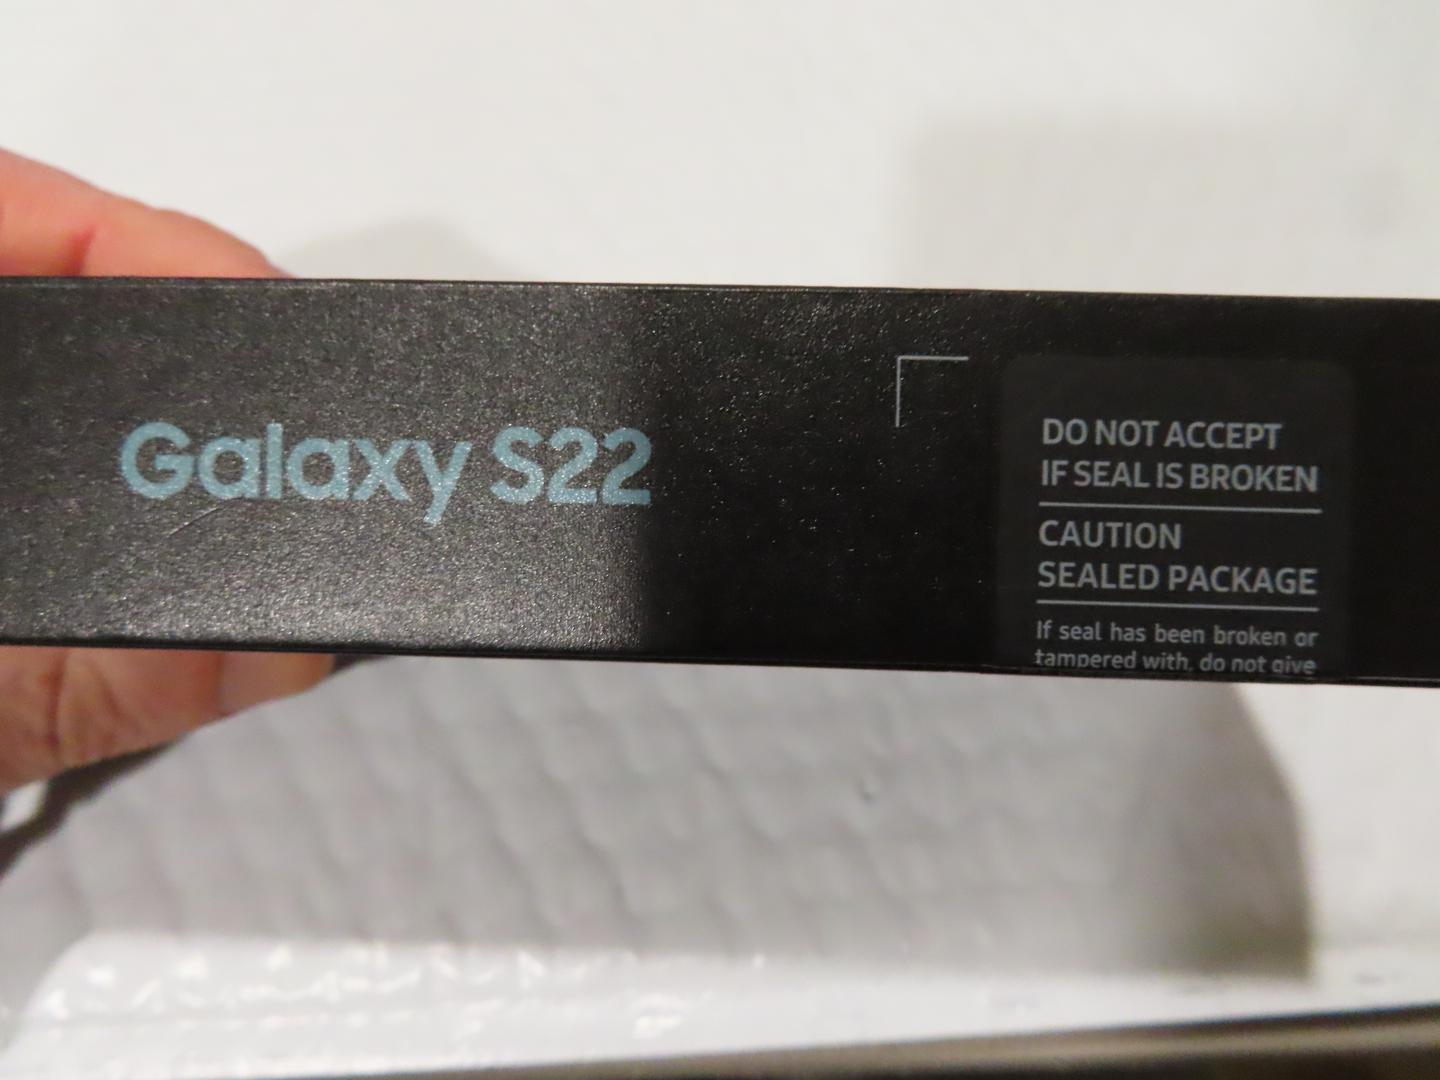 Galaxy S22
DO NOT ACCEPT
IF SEAL IS BROKEN
CAUTION
SEALED PACKAGE
If seal has been broken or
tampered with, do not give